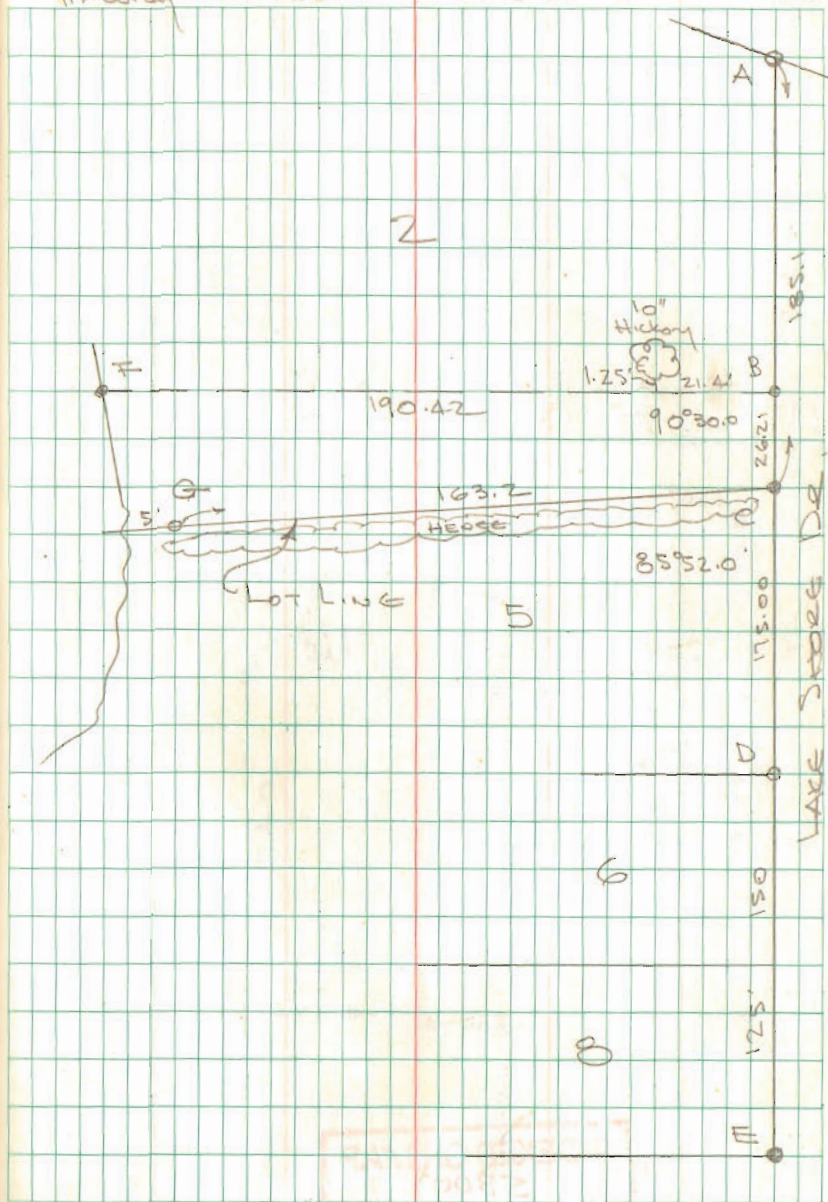 A
2
185.1
10"
Hickory
1.25'
21.4'
F
B
190.42
90°30.0
26.21
G
163.2
5'
HEDGE
C
85°52.0'
LOT LINE
5
175.00
LAKE SHORE DR.
D
6
150
8
125'
E